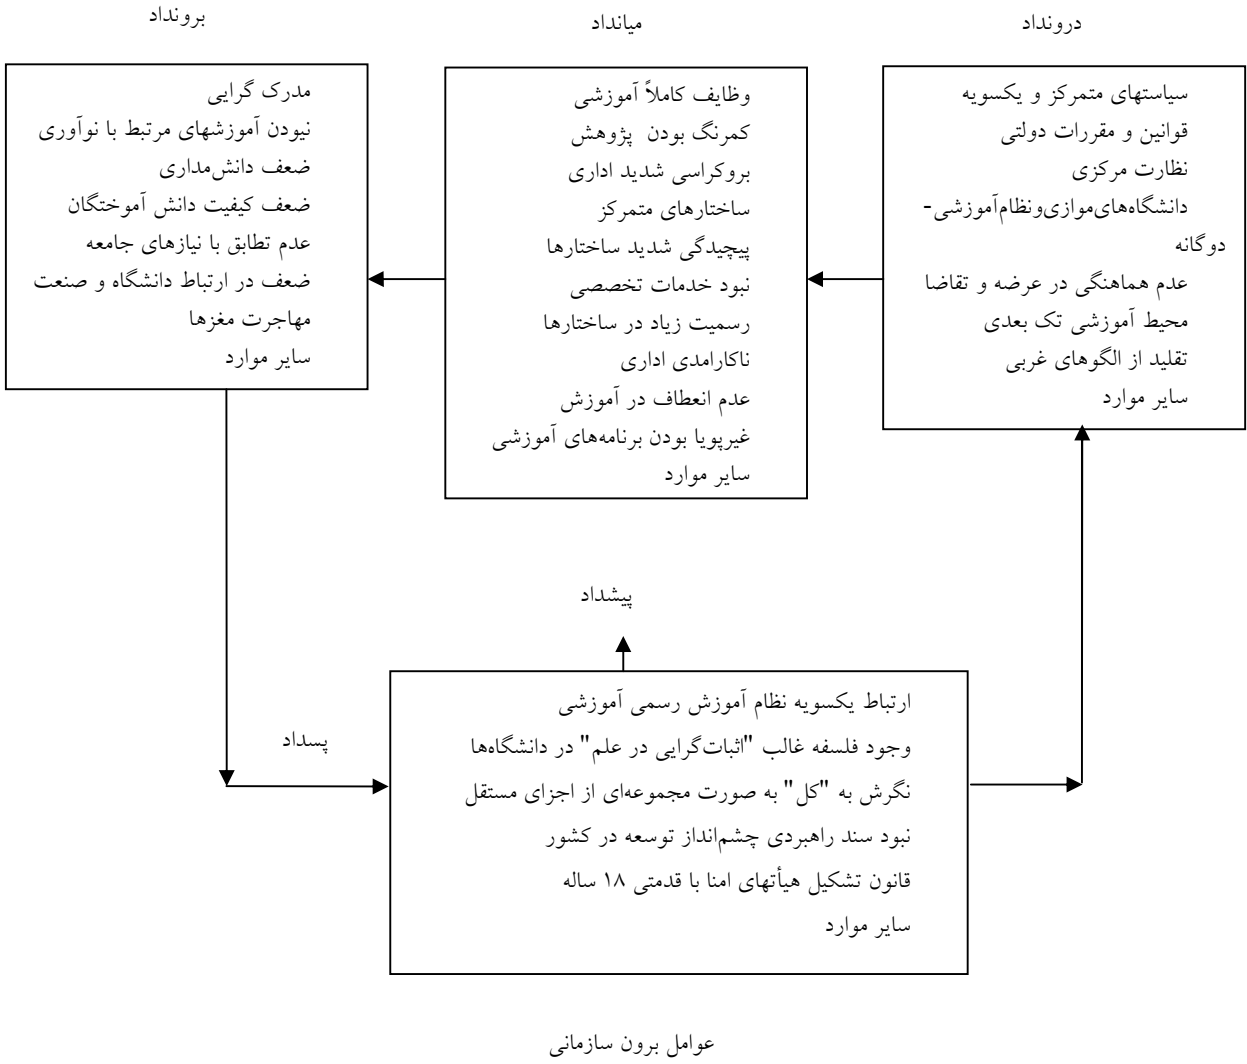 درونداد
میانداد
برونداد
سیاستهای متمرکز و یکسویه
قوانین و مقررات دولتی
نظارت مرکزی
دانشگاه‌های‌موازی‌ونظام‌آموزشی-
دوگانه
عدم هماهنگی در عرضه و تقاضا
محیط آموزشی تک بعدی
تقلید از الگوهای غربی
سایر موارد
وظایف کاملاً آموزشی
کمرنگ بودن پژوهش
بروکراسی شدید اداری
ساختارهای متمرکز
پیچیدگی شدید ساختارها
نبود خدمات تخصصی
رسمیت زیاد در ساختارها
ناکارامدی اداری
عدم انعطاف در آموزش
غیرپویا بودن برنامه‌های آموزشی
سایر موارد
مدرک گرایی
نیودن آموزشهای مرتبط با نوآوری
ضعف دانش‌مداری
ضعف کیفیت دانش آموختگان
عدم تطابق با نیازهای جامعه
ضعف در ارتباط دانشگاه و صنعت
مهاجرت مغزها
سایر موارد
پیشداد
پسداد
ارتباط یکسویه نظام آموزش رسمی آموزشی
وجود فلسفه غالب "اثبات‌گرایی در علم" در دانشگاه‌ها
نگرش به "کل" به صورت مجموعه‌ای از اجزای مستقل
نبود سند راهبردی چشم‌انداز توسعه در کشور
قانون تشکیل هیأتهای امنا با قدمتی ۱۸ ساله
سایر موارد
عوامل برون سازمانی